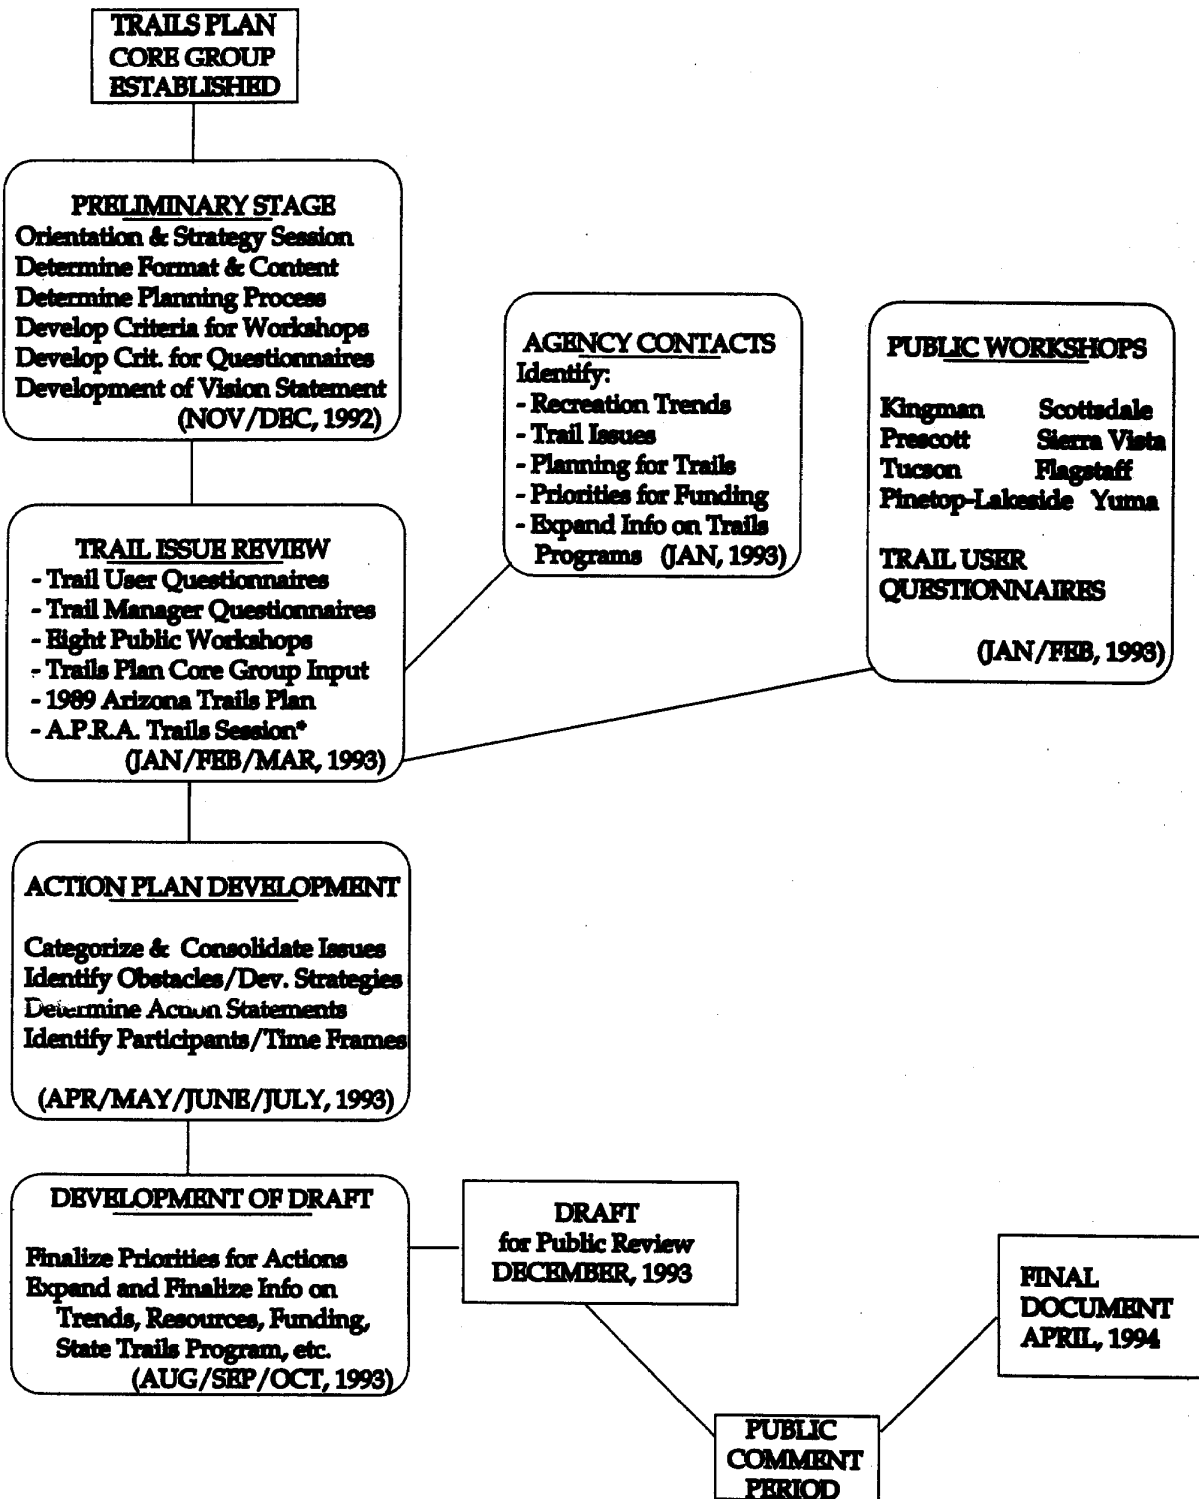 TRAILS PLAN
CORE GROUP
ESTABLISHED
PRELIMINARY STAGE
Orientation & Strategy Session
Determine Format & Content
Determine Planning Process
Develop Criteria for Workshops
Develop Crit. for Questionnaires
Development of Vision Statement
(NOV/DEC, 1992)
AGENCY CONTACTS
Identify:
- Recreation Trends
- Trail Issues
- Planning for Trails
- Priorities for Funding
- Expand Info on Trails
Programs (JAN, 1993)
PUBLIC WORKSHOPS
Kingman Scottsdale
Prescott Sierra Vista
Tucson Flagstaff
Pinetop-Lakeside Yuma
TRAIL USER
QUESTIONNAIRES
(JAN/FEB, 1993)
TRAIL ISSUE REVIEW
- Trail User Questionnaires
- Trail Manager Questionnaires
- Eight Public Workshops
- Trails Plan Core Group Input
- 1989 Arizona Trails Plan
- A.P.R.A. Trails Session*
(JAN/FEB/MAR, 1993)
ACTION PLAN DEVELOPMENT
Categorize & Consolidate Issues
Identify Obstacles/Dev. Strategies
Determine Action Statements
Identify Participants/Time Frames
(APR/MAY/JUNE/JULY, 1993)
DEVELOPMENT OF DRAFT
Finalize Priorities for Actions
Expand and Finalize Info on
Trends, Resources, Funding,
State Trails Program, etc.
(AUG/SEP/OCT, 1993)
DRAFT
for Public Review
DECEMBER, 1993
PUBLIC
COMMENT
PERIOD
FINAL
DOCUMENT
APRIL, 1994